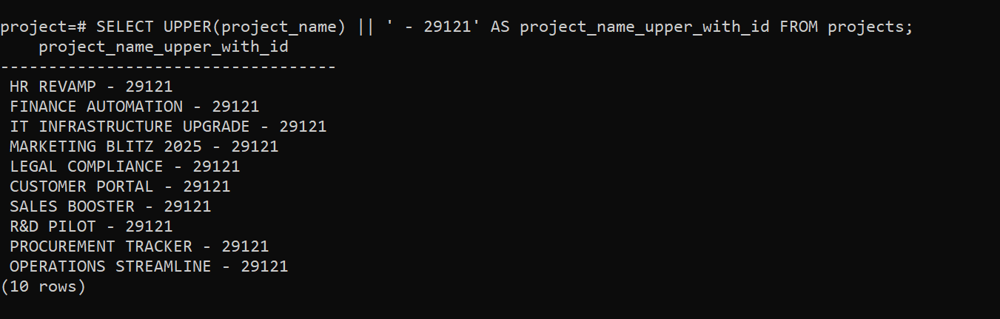 project=# SELECT UPPER(project_name) || ' - 29121' AS project_name_upper_with_id FROM projects;
    project_name_upper_with_id
-----------------------------------
 HR REVAMP - 29121
 FINANCE AUTOMATION - 29121
 IT INFRASTRUCTURE UPGRADE - 29121
 MARKETING BLITZ 2025 - 29121
 LEGAL COMPLIANCE - 29121
 CUSTOMER PORTAL - 29121
 SALES BOOSTER - 29121
 R&D PILOT - 29121
 PROCUREMENT TRACKER - 29121
 OPERATIONS STREAMLINE - 29121
(10 rows)